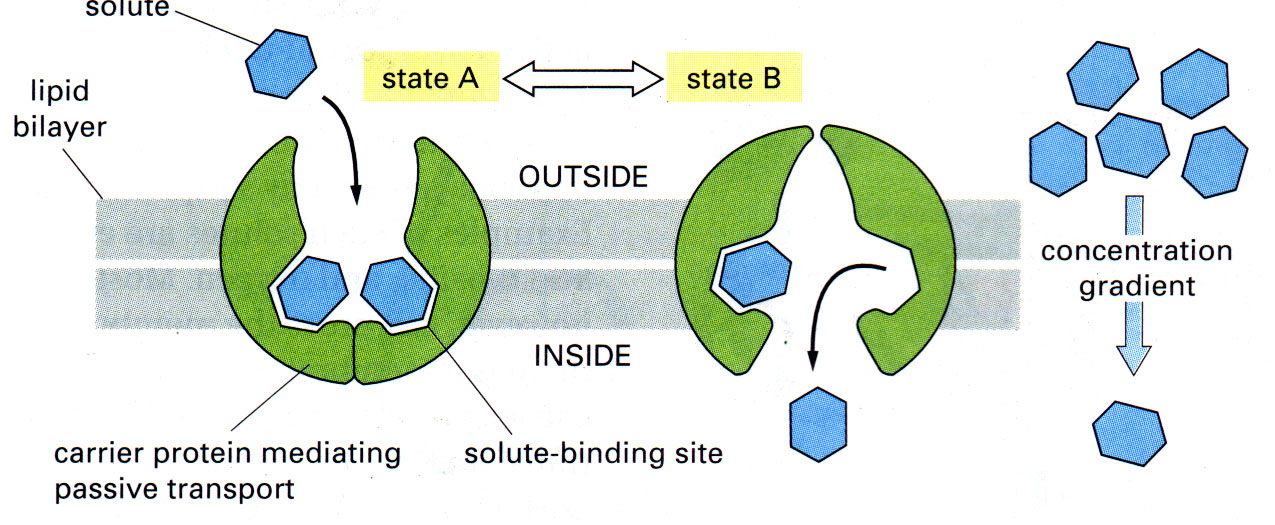 solute
state A
state B
lipid
bilayer
OUTSIDE
concentration
gradient
INSIDE
carrier protein mediating
passive transport
solute-binding site